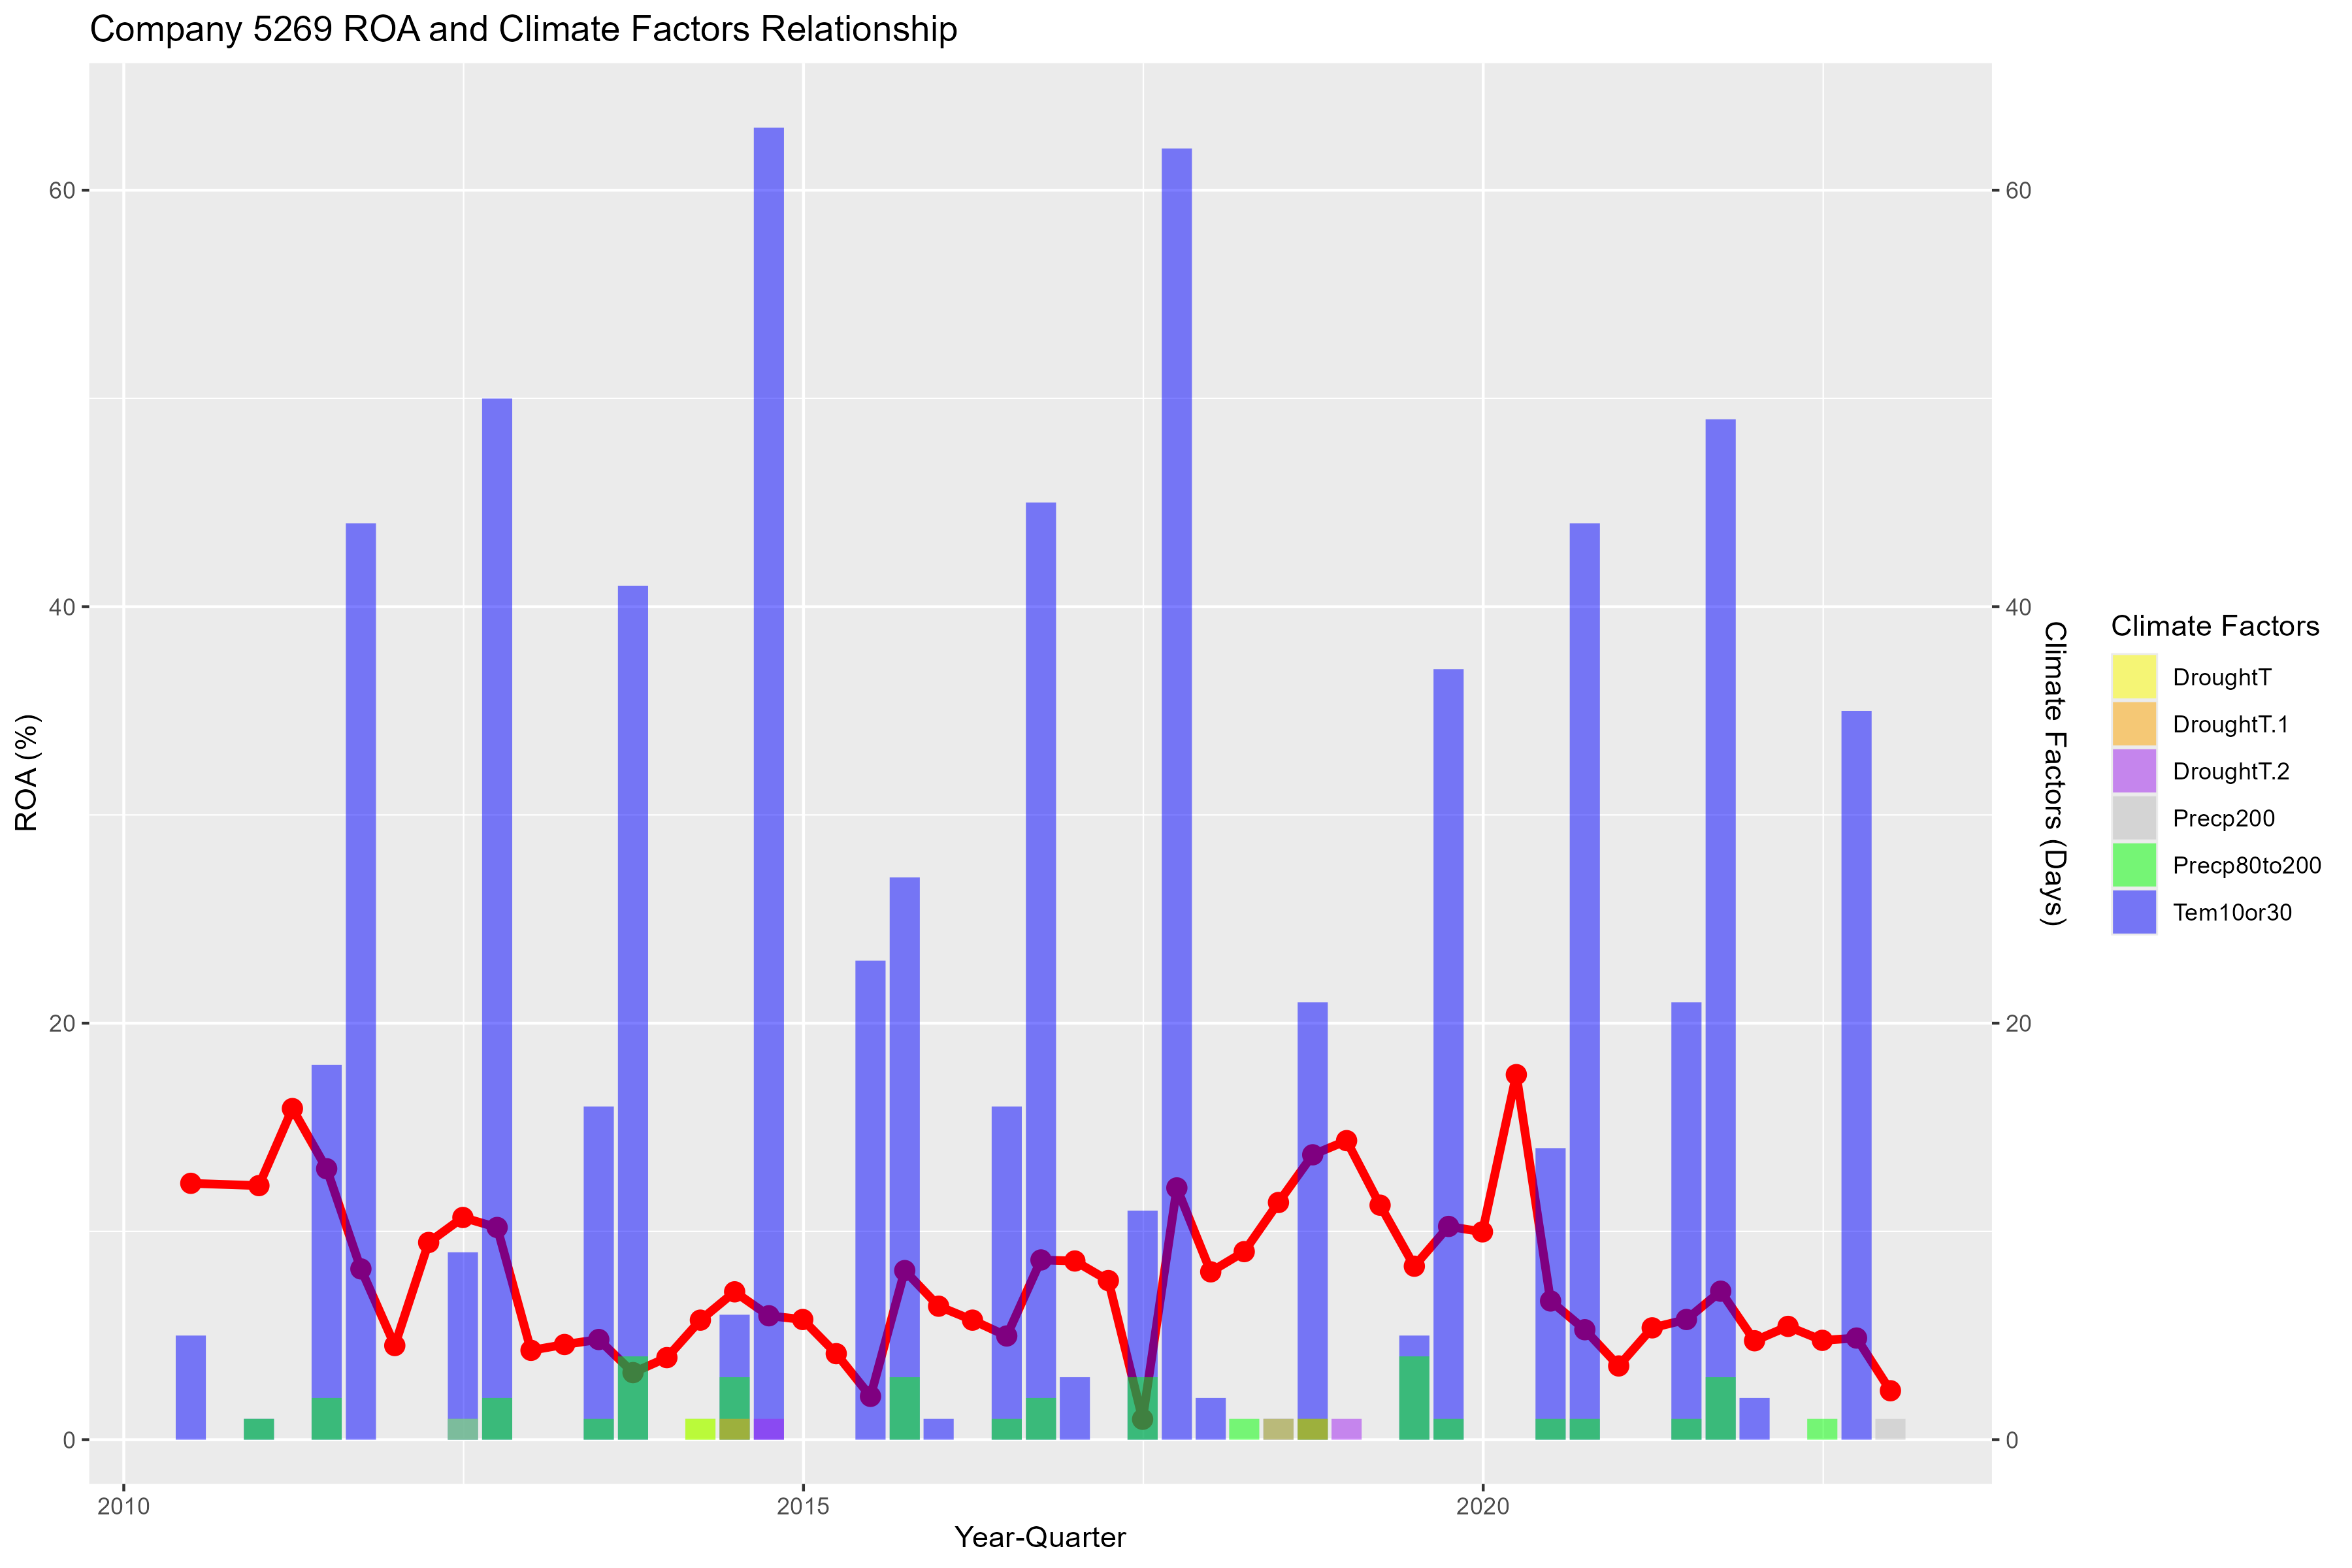 Company 5269 ROA and Climate Factors Relationship
60
40
20
0
ROA (%)
60
40
20
0
Climate Factors (Days)
2010
2015
2020
Year-Quarter
Climate Factors
DroughtT
DroughtT.1
DroughtT.2
Precp200
Precp80to200
Tem10or30